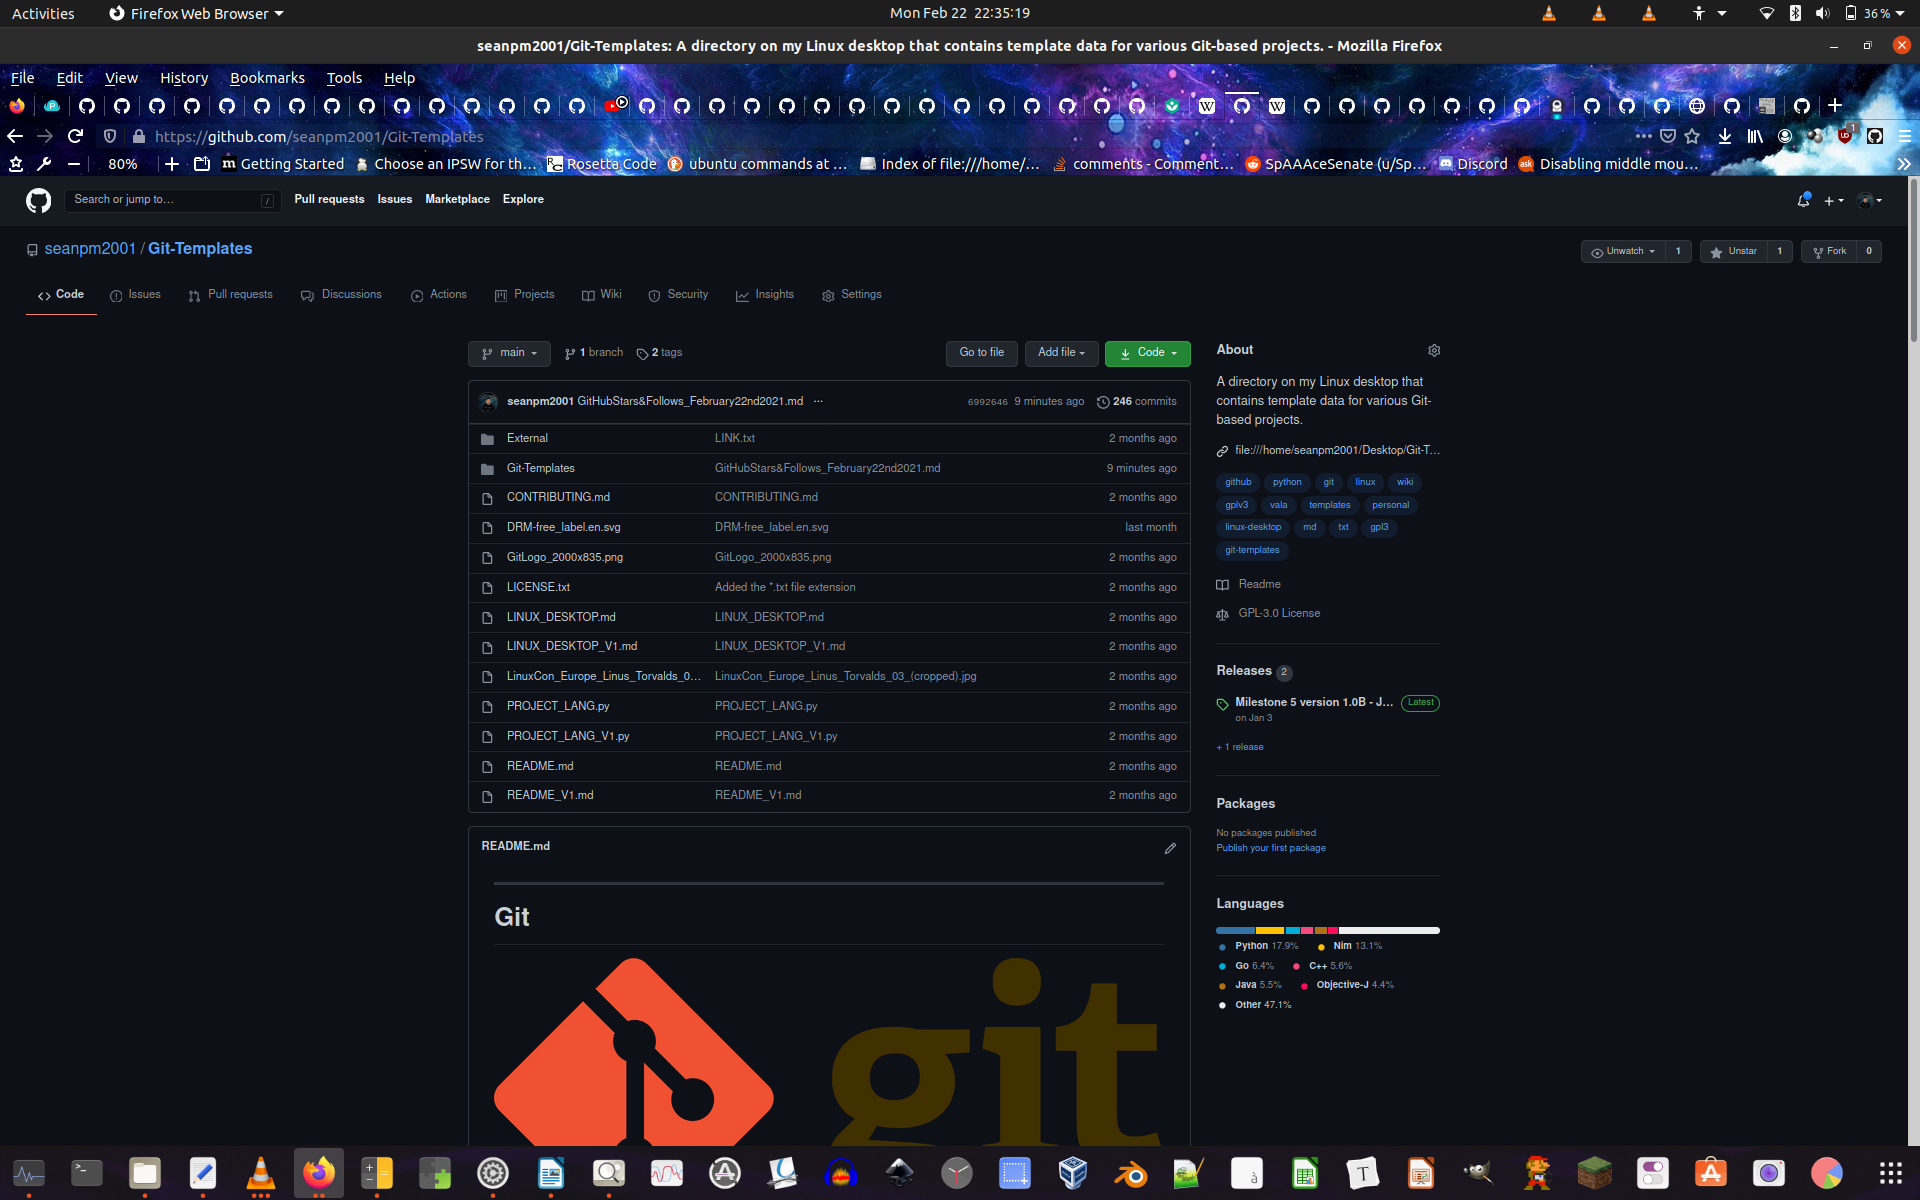 Activities Firefox Web Browser Mon Feb 22 22:35:19 36 %
seanpm2001/Git-Templates: A directory on my Linux desktop that contains template data for various Git-based projects. - Mozilla Firefox
File Edit View History Bookmarks Tools Help
https://github.com/seanpm2001/Git-Templates
80% Getting Started Choose an IPSW for th… Rosetta Code ubuntu commands at … Index of file:///home/… comments - Comment… SpAAAceSenate (u/Sp… Discord Disabling middle mou…
Search or jump to… / Pull requests Issues Marketplace Explore
seanpm2001 / Git-Templates Unwatch 1 Unstar 1 Fork 0
Code Issues Pull requests Discussions Actions Projects Wiki Security Insights Settings
main 1 branch 2 tags Go to file Add file Code
seanpm2001 GitHubStars&Follows_February22nd2021.md ··· 6992646 9 minutes ago 246 commits
External LINK.txt 2 months ago
Git-Templates GitHubStars&Follows_February22nd2021.md 9 minutes ago
CONTRIBUTING.md CONTRIBUTING.md 2 months ago
DRM-free_label.en.svg DRM-free_label.en.svg last month
GitLogo_2000x835.png GitLogo_2000x835.png 2 months ago
LICENSE.txt Added the *.txt file extension 2 months ago
LINUX_DESKTOP.md LINUX_DESKTOP.md 2 months ago
LINUX_DESKTOP_V1.md LINUX_DESKTOP_V1.md 2 months ago
LinuxCon_Europe_Linus_Torvalds_0… LinuxCon_Europe_Linus_Torvalds_03_(cropped).jpg 2 months ago
PROJECT_LANG.py PROJECT_LANG.py 2 months ago
PROJECT_LANG_V1.py PROJECT_LANG_V1.py 2 months ago
README.md README.md 2 months ago
README_V1.md README_V1.md 2 months ago
README.md
Git
git
About
A directory on my Linux desktop that
contains template data for various Git-
based projects.
file:///home/seanpm2001/Desktop/Git-T…
github python git linux wiki
gplv3 vala templates personal
linux-desktop md txt gpl3
git-templates
Readme
GPL-3.0 License
Releases 2
Milestone 5 version 1.0B - J… Latest
on Jan 3
+ 1 release
Packages
No packages published
Publish your first package
Languages
Python 17.9% Nim 13.1%
Go 6.4% C++ 5.6%
Java 5.5% Objective-J 4.4%
Other 47.1%